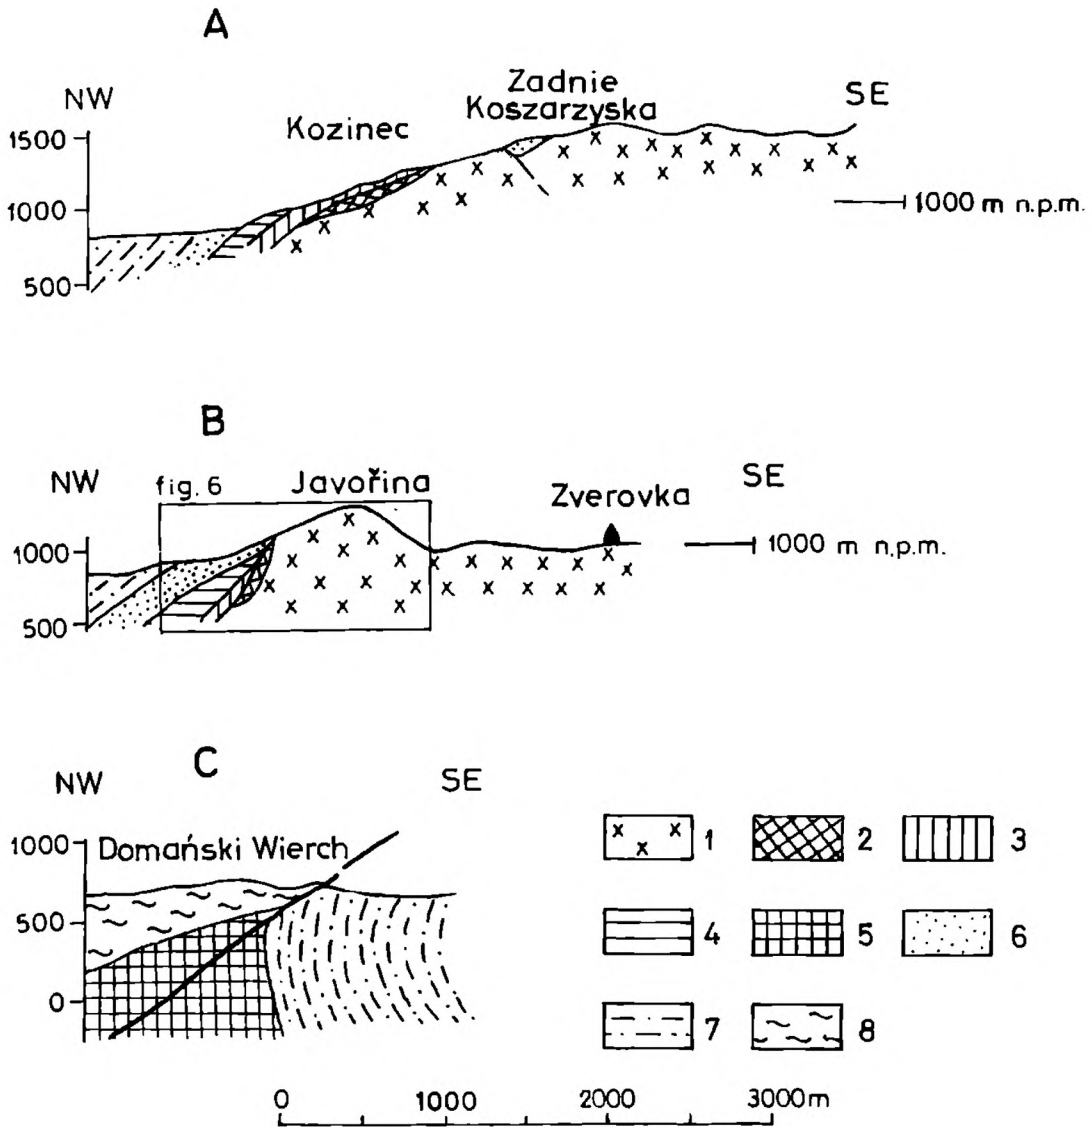 A
NW
Kozinec
Zadnie
Koszarzyska
SE
1500
1000
500
1000 m n.p.m.
B
NW
fig. 6
Javořina
Zverovka
SE
1000
500
1000 m n.p.m.
C
NW
SE
Domański Wierch
1000
500
0
1
2
3
4
5
6
7
8
0
1000
2000
3000m